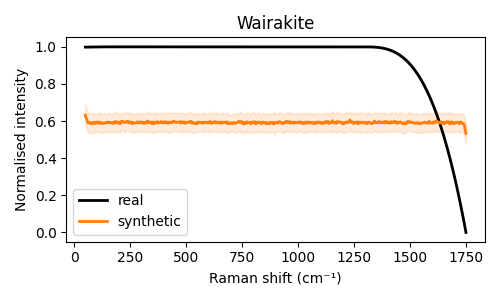 Wairakite
Normalised intensity
1.0
0.8
0.6
0.4
0.2
0.0
real
synthetic
0
250
500
750
1000
1250
1500
1750
Raman shift (cm⁻¹)